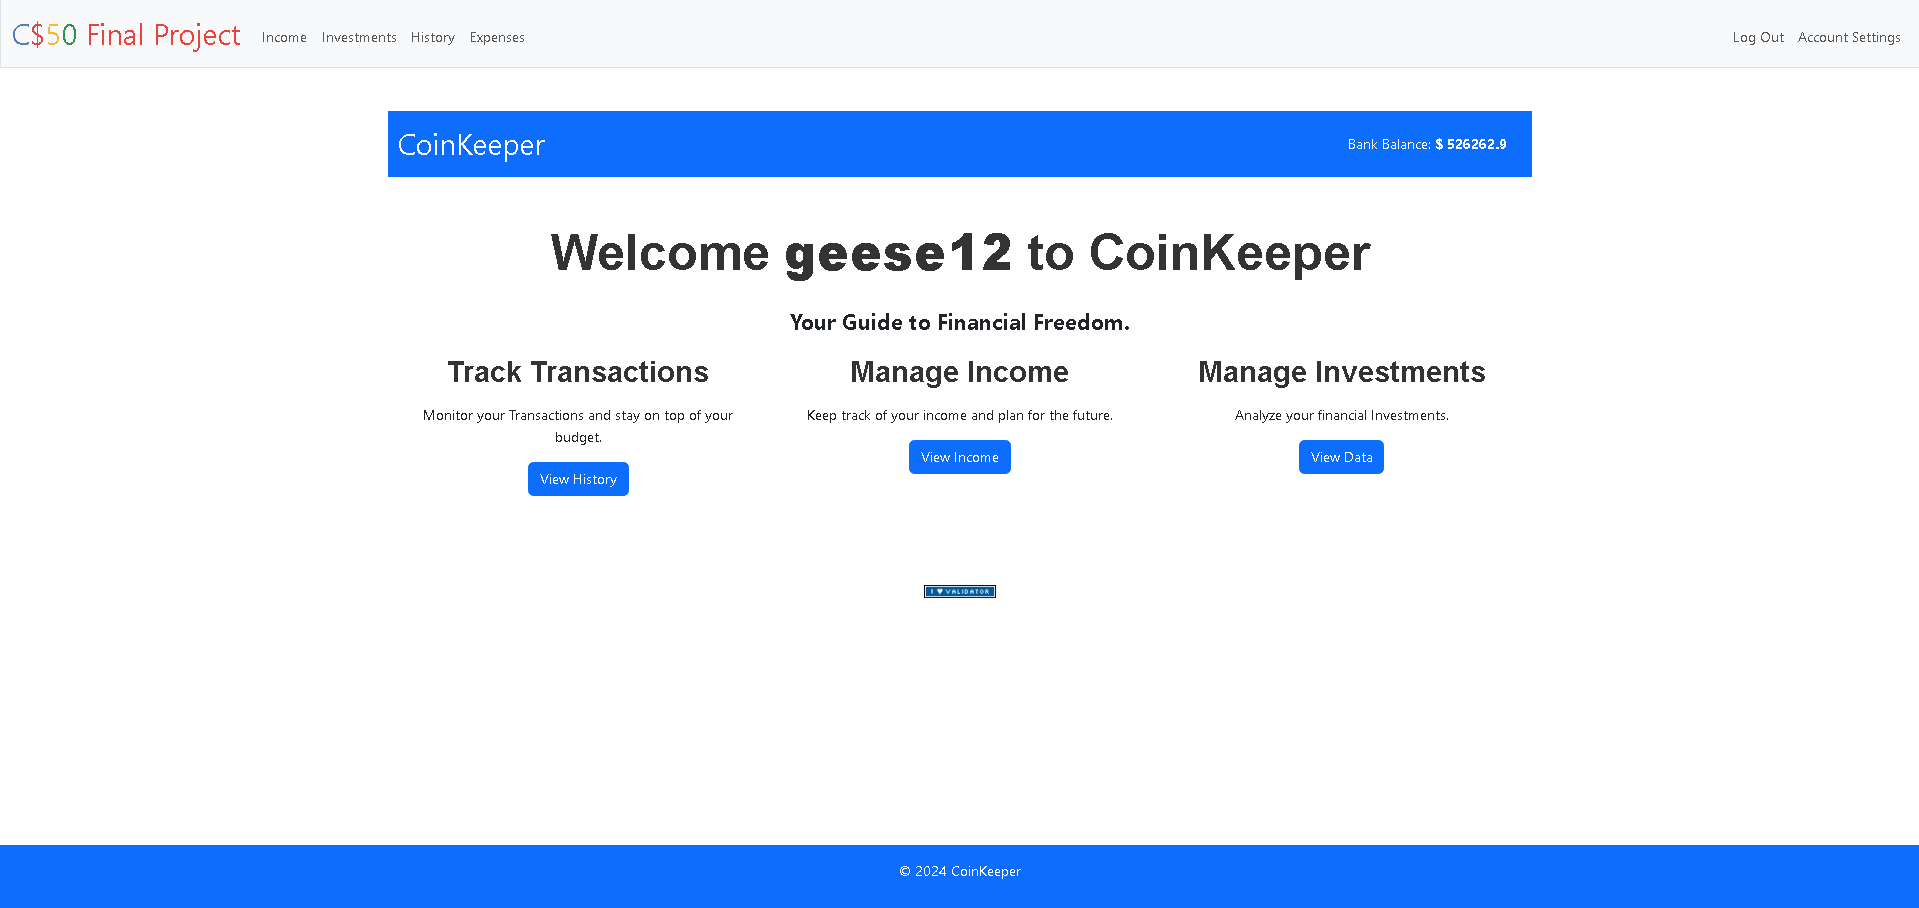 C$50 Final Project Income Investments History Expenses Log Out Account Settings
CoinKeeper Bank Balance: $ 526262.9
Welcome geese12 to CoinKeeper
Your Guide to Financial Freedom.
Track Transactions
Monitor your Transactions and stay on top of your
budget.
View History
Manage Income
Keep track of your income and plan for the future.
View Income
Manage Investments
Analyze your financial Investments.
View Data
I ♥ VALIDATOR
© 2024 CoinKeeper